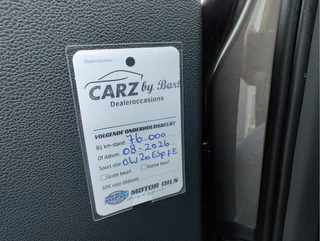 CARZ by Bart
Dealeroccasions
VOLGENDE ONDERHOUDSBEURT
Bij km-stand: 76.000
Of datum: 08-2026
Soort olie: 0W20 ESP FE
Grote beurt Kleine beurt
APK voor (datum):
MOTOR OILS